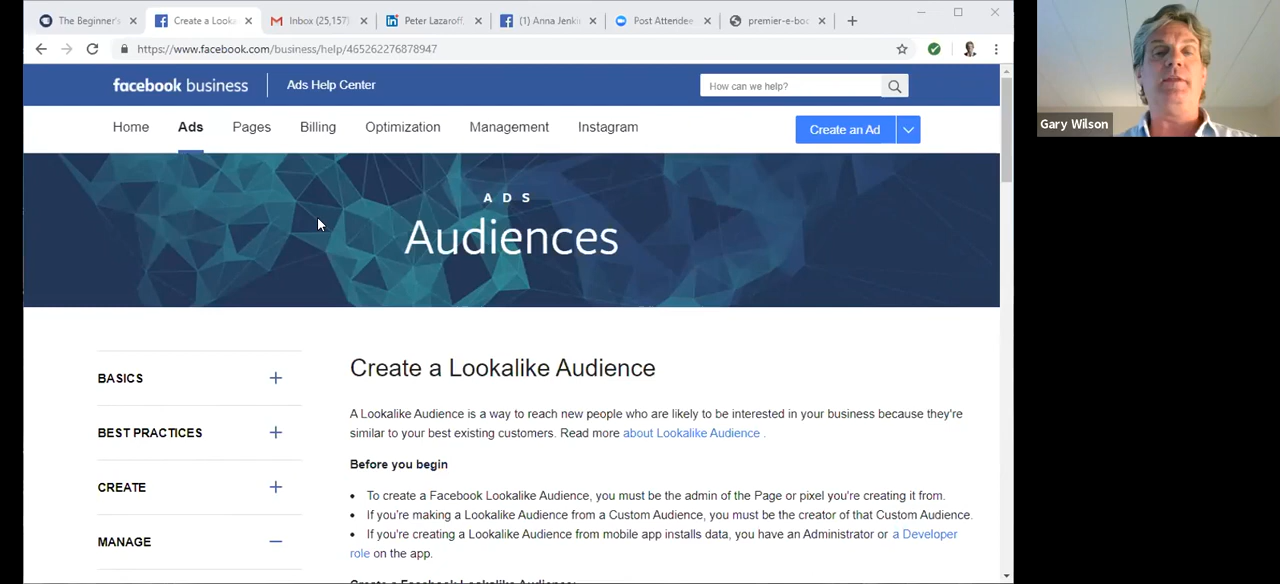 The Beginner's
Create a Looka
Inbox (25,157)
Peter Lazaroff,
(1) Anna Jenki
Post Attendee
premier-e-boo
https://www.facebook.com/business/help/465262276878947
facebook business
Ads Help Center
How can we help?
Home
Ads
Pages
Billing
Optimization
Management
Instagram
Create an Ad
ADS
Audiences
BASICS
BEST PRACTICES
CREATE
MANAGE
Create a Lookalike Audience
A Lookalike Audience is a way to reach new people who are likely to be interested in your business because they're
similar to your best existing customers. Read more about Lookalike Audience .
Before you begin
• To create a Facebook Lookalike Audience, you must be the admin of the Page or pixel you're creating it from.
• If you're making a Lookalike Audience from a Custom Audience, you must be the creator of that Custom Audience.
• If you're creating a Lookalike Audience from mobile app installs data, you have an Administrator or a Developer
role on the app.
Create a Facebook Lookalike Audience:
Gary Wilson